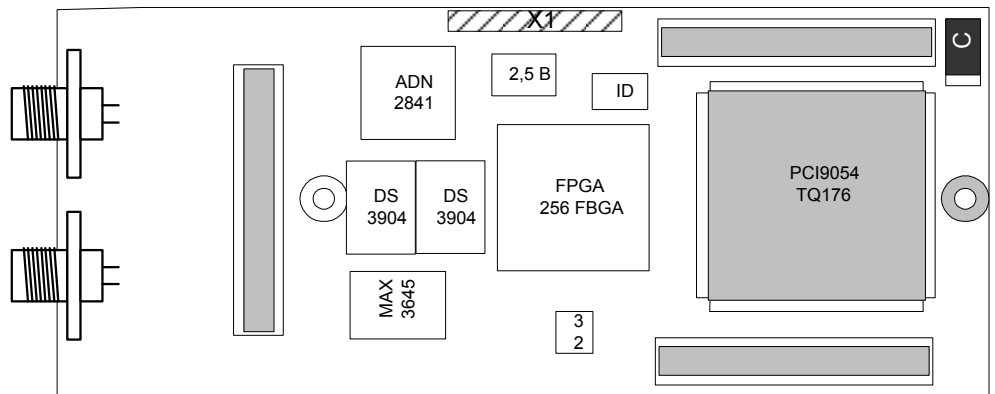 X1
C
ADN
2841
2,5 В
ID
PCI9054
TQ176
DS
3904
DS
3904
FPGA
256 FBGA
MAX
3645
3
2